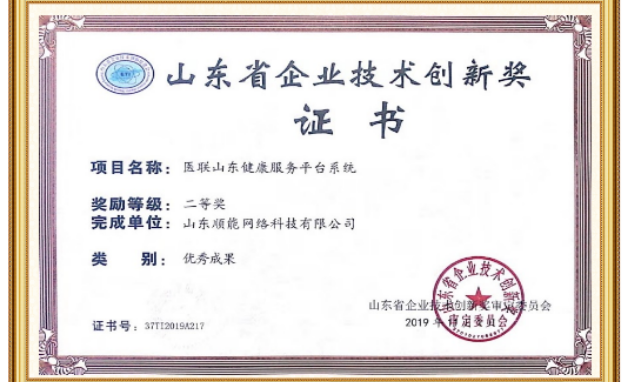 山东省企业技术创新奖
证 书
项目名称：医联山东健康服务平台系统
奖励等级：二等奖
完成单位：山东顺能网络科技有限公司
类 别：优秀成果
山东省企业技术创新奖审定委员会
2019 年
证书号：37TI2019A217
山东省企业技术创新奖
审定委员会